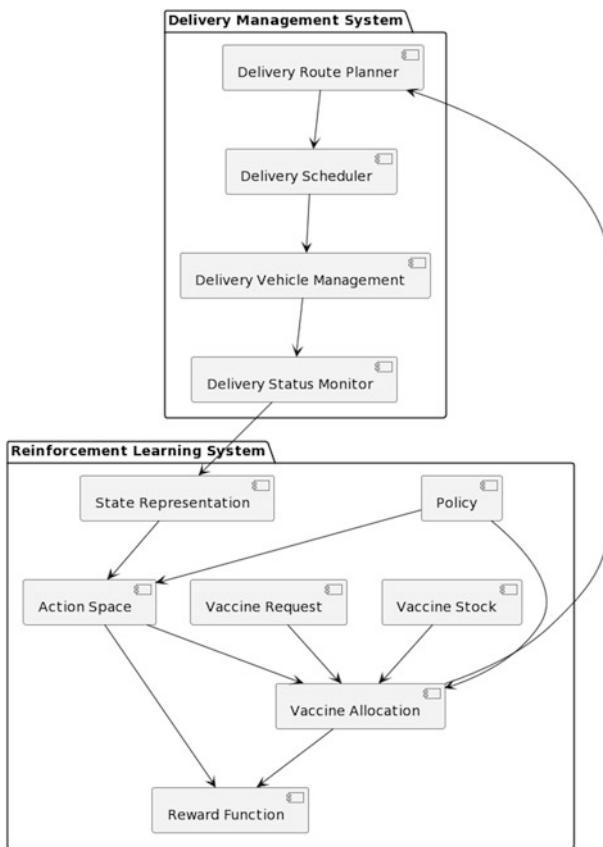 Delivery Management System
Delivery Route Planner
Delivery Scheduler
Delivery Vehicle Management
Delivery Status Monitor
Reinforcement Learning System
State Representation
Policy
Action Space
Vaccine Request
Vaccine Stock
Vaccine Allocation
Reward Function